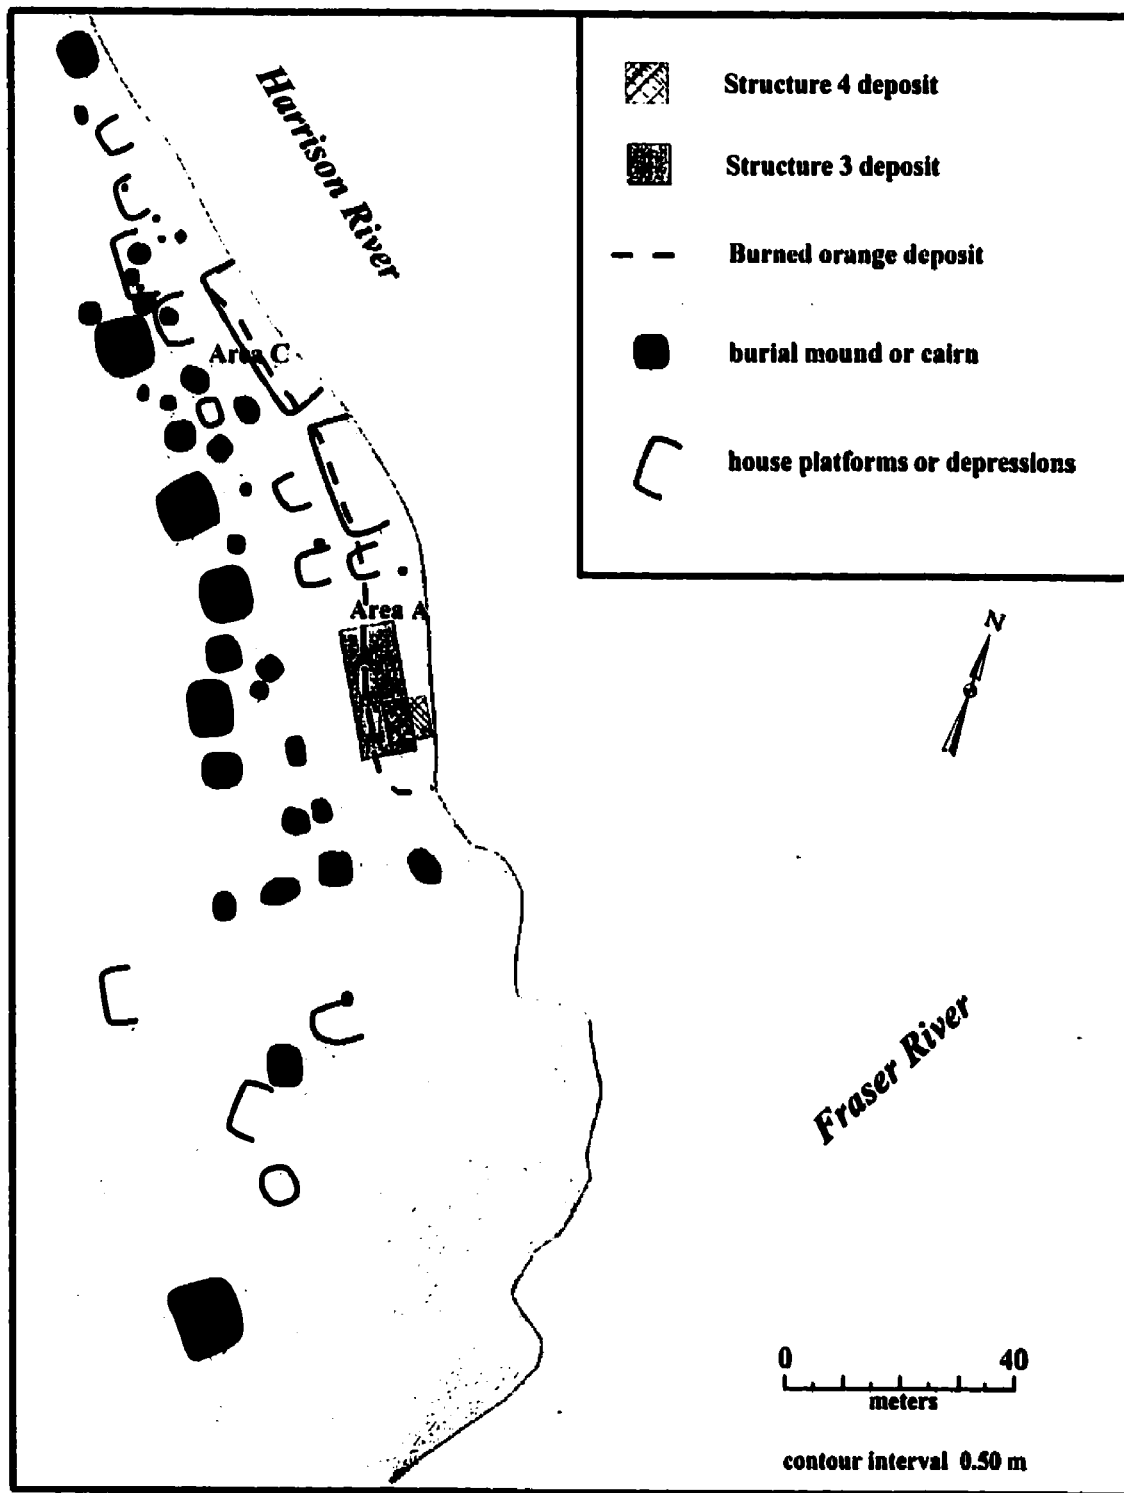 Harrison River
Structure 4 deposit
Structure 3 deposit
Burned orange deposit
burial mound or cairn
house platforms or depressions
Area C
Area A
N
Fraser River
0 40
meters
contour interval 0.50 m